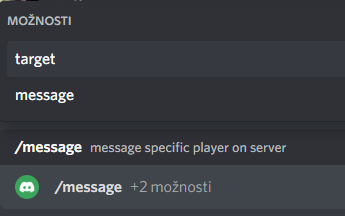 MOŽNOSTI
target
message
/message message specific player on server
/message +2 možnosti